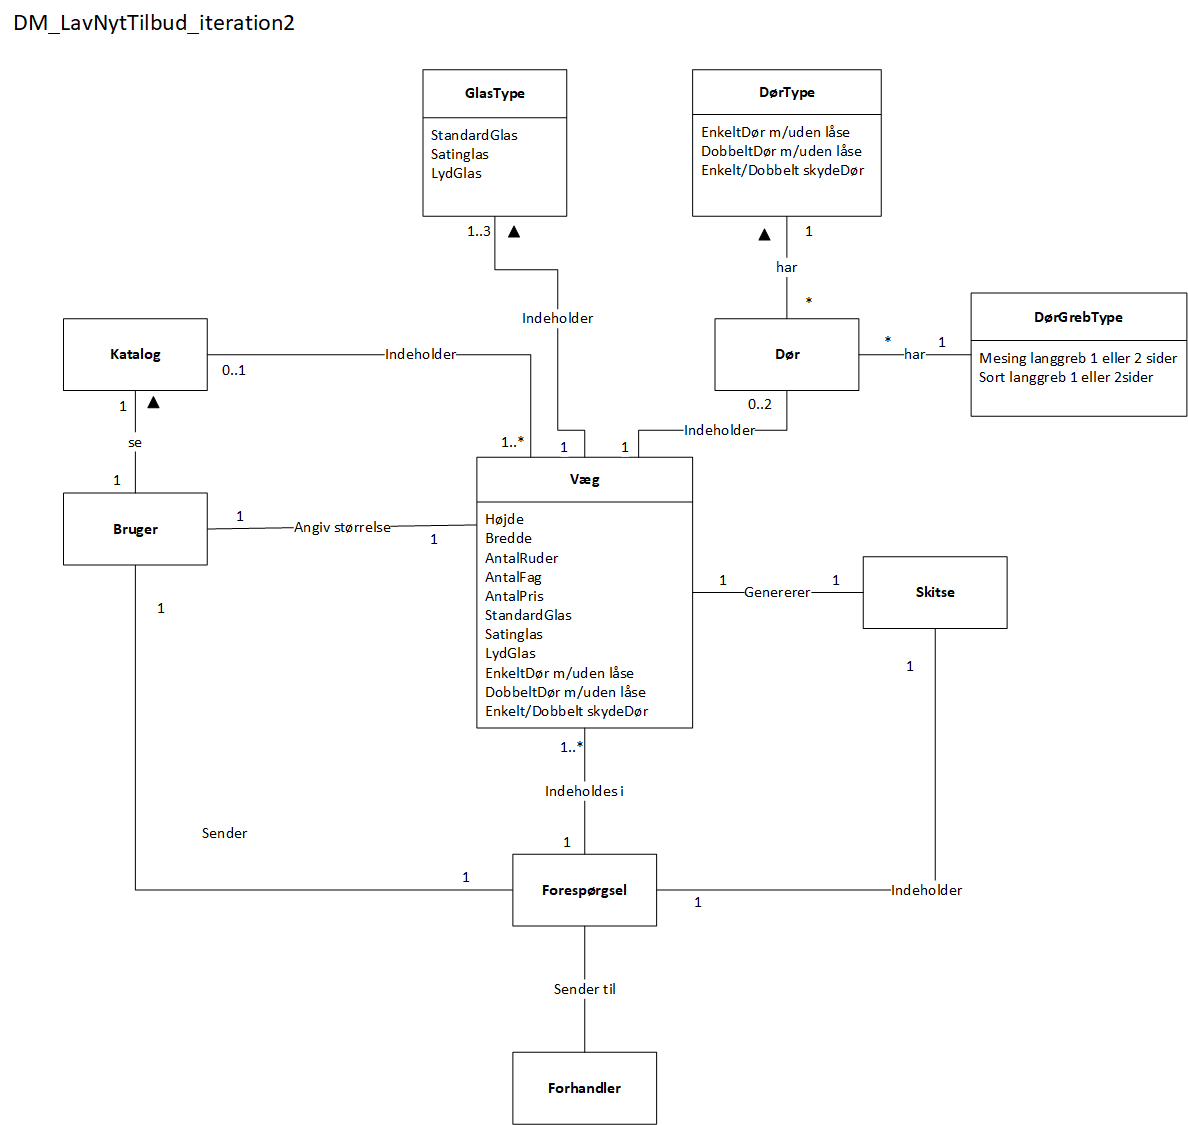 DM_LavNytTilbud_iteration2
GlasType
StandardGlas
Satinglas
LydGlas
DørType
EnkeltDør m/uden låse
DobbeltDør m/uden låse
Enkelt/Dobbelt skydeDør
1..3
1
har
*
Indeholder
DørGrebType
Mesing langgreb 1 eller 2 sider
Sort langgreb 1 eller 2sider
Katalog
Indeholder
0..1
Dør
*
har
1
0..2
1
se
1
1..*
1
1
Indeholder
Væg
Højde
Bredde
AntalRuder
AntalFag
AntalPris
StandardGlas
Satinglas
LydGlas
EnkeltDør m/uden låse
DobbeltDør m/uden låse
Enkelt/Dobbelt skydeDør
Bruger
1
Angiv størrelse
1
1
Genererer
1
Skitse
1
1
1..*
Indeholdes i
1
Sender
1
Forespørgsel
1
Indeholder
Sender til
Forhandler